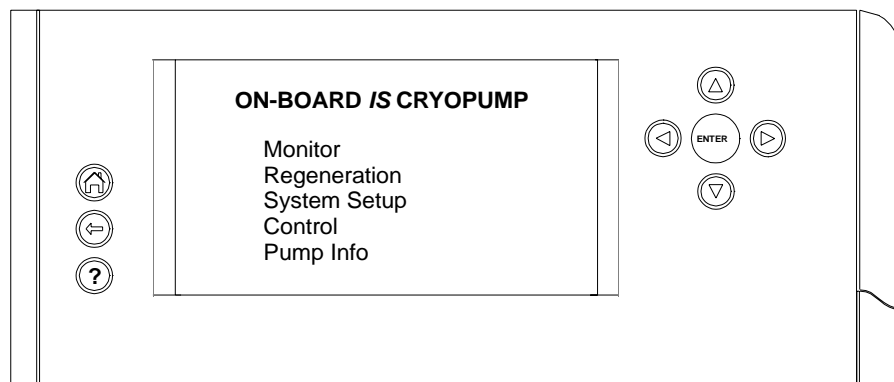 ON-BOARD IS CRYOPUMP
Monitor
Regeneration
System Setup
Control
Pump Info
ENTER
?